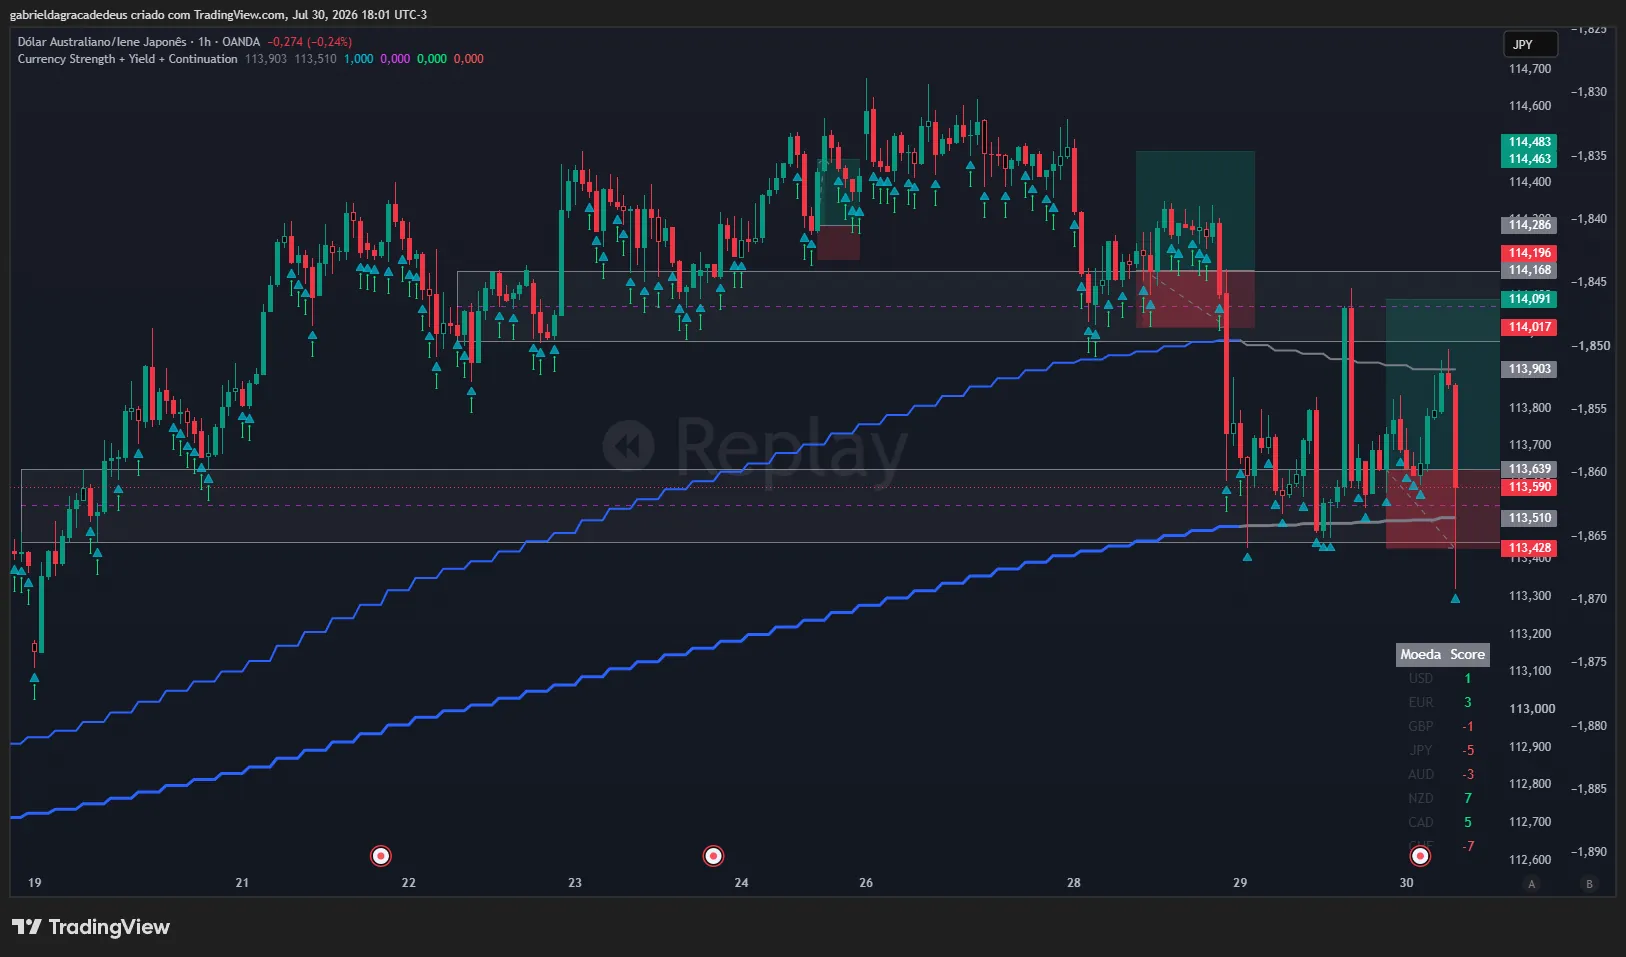 gabrieldagracadedeus criado com TradingView.com, Jul 30, 2026 18:01 UTC-3
Dólar Australiano/Iene Japonês · 1h · OANDA −0,274 (−0,24%)
Currency Strength + Yield + Continuation 113,903 113,510 1,000 0,000 0,000 0,000
JPY
−1,825
114,700
−1,830
114,600
114,483
−1,835
114,463
114,400
−1,840
114,286
114,196
114,168
−1,845
114,091
114,017
−1,850
113,903
113,800
−1,855
113,700
113,639
−1,860
113,590
113,510
−1,865
113,428
113,400
113,300
−1,870
113,200
−1,875
113,100
113,000
−1,880
112,900
112,800
−1,885
112,700
112,600
−1,890
Replay
Moeda Score
USD 1
EUR 3
GBP -1
JPY -5
AUD -3
NZD 7
CAD 5
CHF -7
19 21 22 23 24 26 28 29 30
A B
TradingView